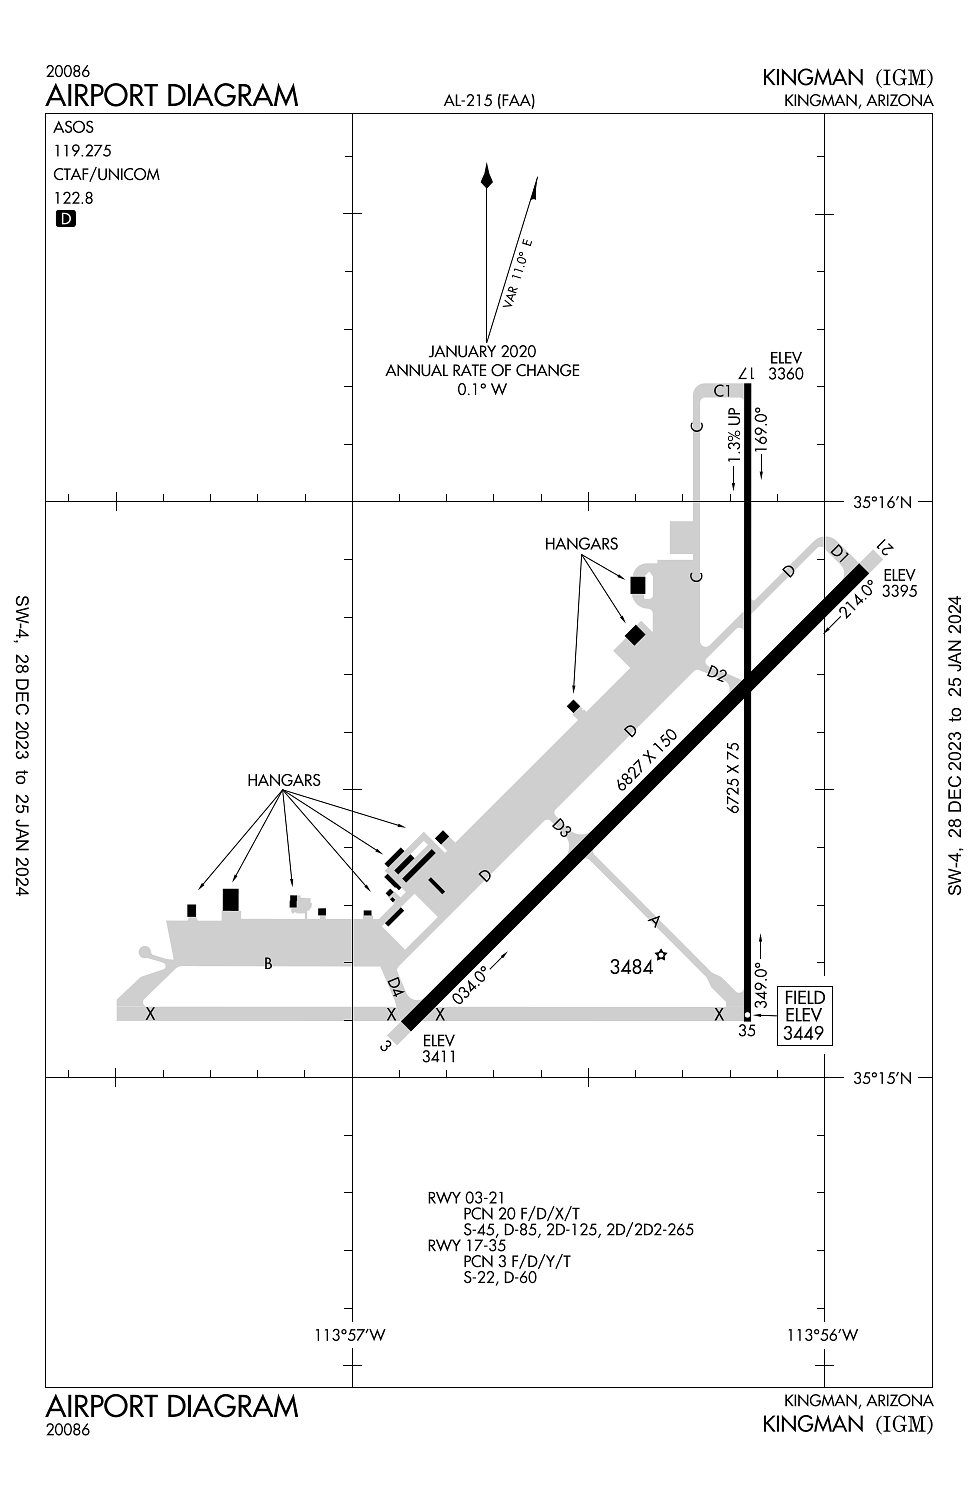 20086
AIRPORT DIAGRAM
AL-215 (FAA)
KINGMAN (IGM)
KINGMAN, ARIZONA
ASOS
119.275
CTAF/UNICOM
122.8
D
VAR 11.0° E
JANUARY 2020
ANNUAL RATE OF CHANGE
0.1° W
ELEV
3360
17
C1
C
1.3% UP
169.0°
35°16'N
HANGARS
D1
21
D
C
ELEV
3395
214.0°
D2
D
6827 X 150
6725 X 75
HANGARS
D3
D
A
B
3484
D4
034.0°
349.0°
FIELD
ELEV
3449
X
X
X
X
35
3
ELEV
3411
35°15'N
RWY 03-21
PCN 20 F/D/X/T
S-45, D-85, 2D-125, 2D/2D2-265
RWY 17-35
PCN 3 F/D/Y/T
S-22, D-60
113°57'W
113°56'W
AIRPORT DIAGRAM
20086
KINGMAN, ARIZONA
KINGMAN (IGM)
SW-4, 28 DEC 2023 to 25 JAN 2024
SW-4, 28 DEC 2023 to 25 JAN 2024